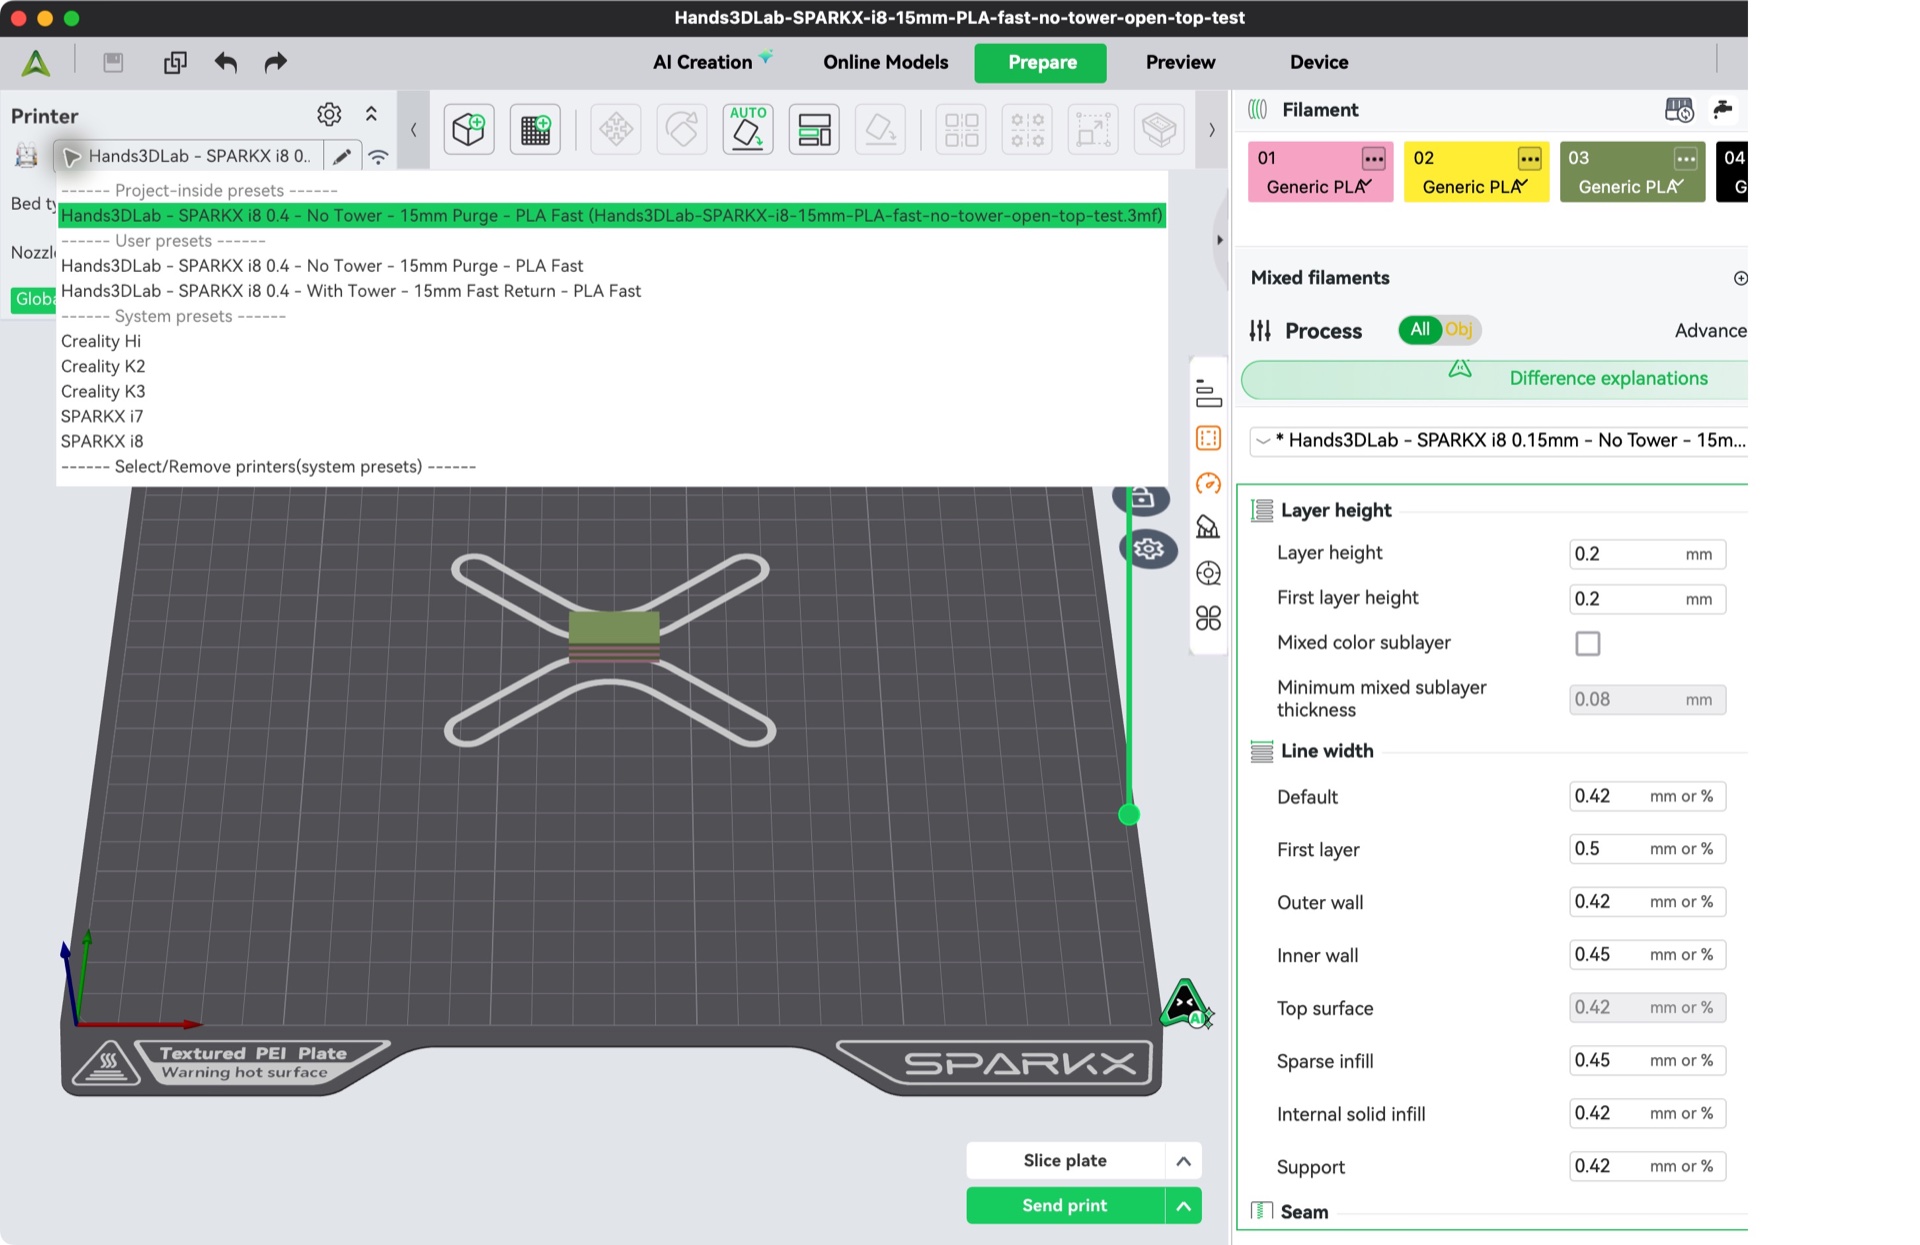 Hands3DLab-SPARKX-i8-15mm-PLA-fast-no-tower-open-top-test
AI Creation
Online Models
Prepare
Preview
Device
Printer
Hands3DLab - SPARKX i8 0..
------ Project-inside presets ------
Bed ty
Hands3DLab - SPARKX i8 0.4 - No Tower - 15mm Purge - PLA Fast (Hands3DLab-SPARKX-i8-15mm-PLA-fast-no-tower-open-top-test.3mf)
------ User presets ------
Nozzl
Hands3DLab - SPARKX i8 0.4 - No Tower - 15mm Purge - PLA Fast
Hands3DLab - SPARKX i8 0.4 - With Tower - 15mm Fast Return - PLA Fast
Globa
------ System presets ------
Creality Hi
Creality K2
Creality K3
SPARKX i7
SPARKX i8
------ Select/Remove printers(system presets) ------
AUTO
Textured PEI Plate
Warning hot surface
SPARKX
AI
Slice plate
Send print
Filament
01
Generic PLA
02
Generic PLA
03
Generic PLA
04
G
Mixed filaments
Process
All
Obj
Advance
Difference explanations
* Hands3DLab - SPARKX i8 0.15mm - No Tower - 15m...
Layer height
Layer height 0.2 mm
First layer height 0.2 mm
Mixed color sublayer
Minimum mixed sublayer
thickness
0.08 mm
Line width
Default 0.42 mm or %
First layer 0.5 mm or %
Outer wall 0.42 mm or %
Inner wall 0.45 mm or %
Top surface 0.42 mm or %
Sparse infill 0.45 mm or %
Internal solid infill 0.42 mm or %
Support 0.42 mm or %
Seam